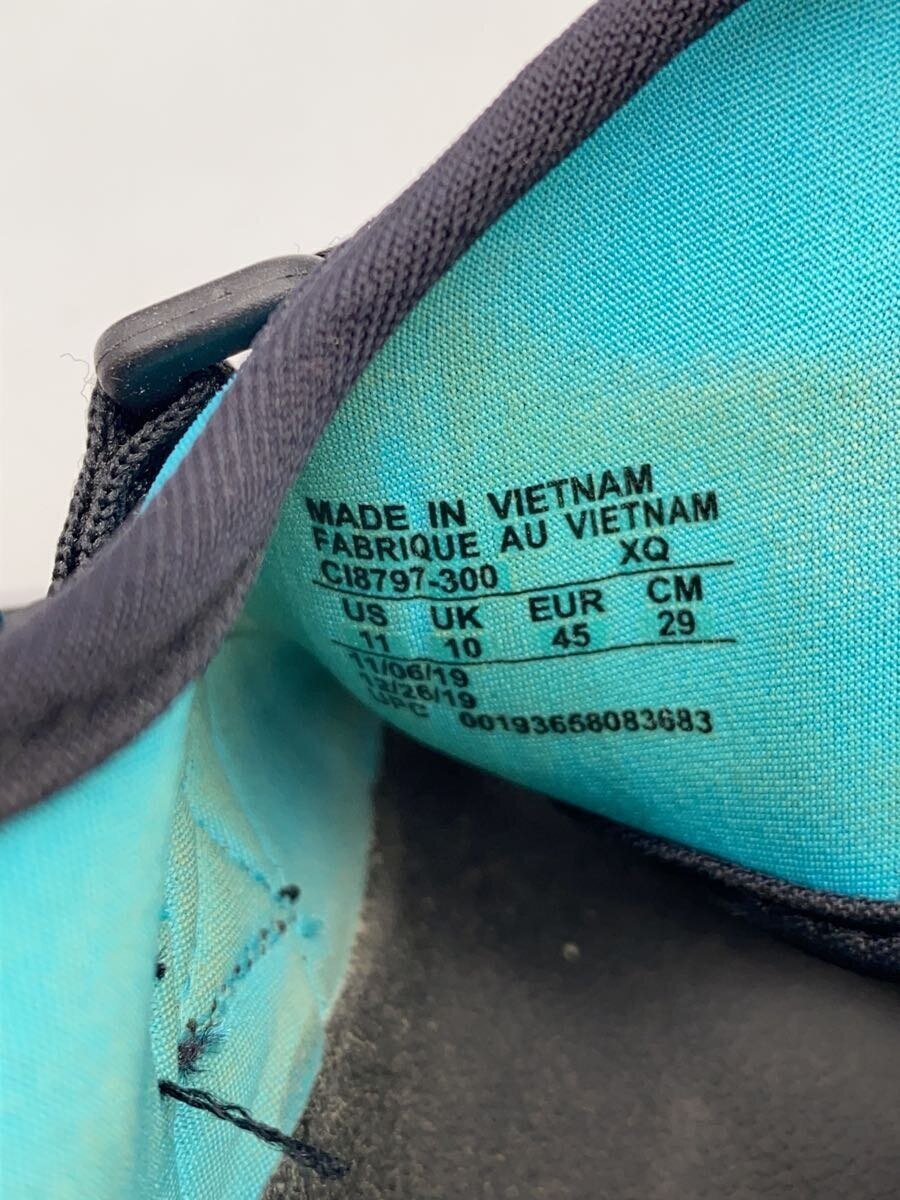 MADE IN VIETNAM
FABRIQUE AU VIETNAM
CI8797-300 XQ
US UK EUR CM
11 10 45 29
11/06/19
12/26/19
UPC 00193658083683